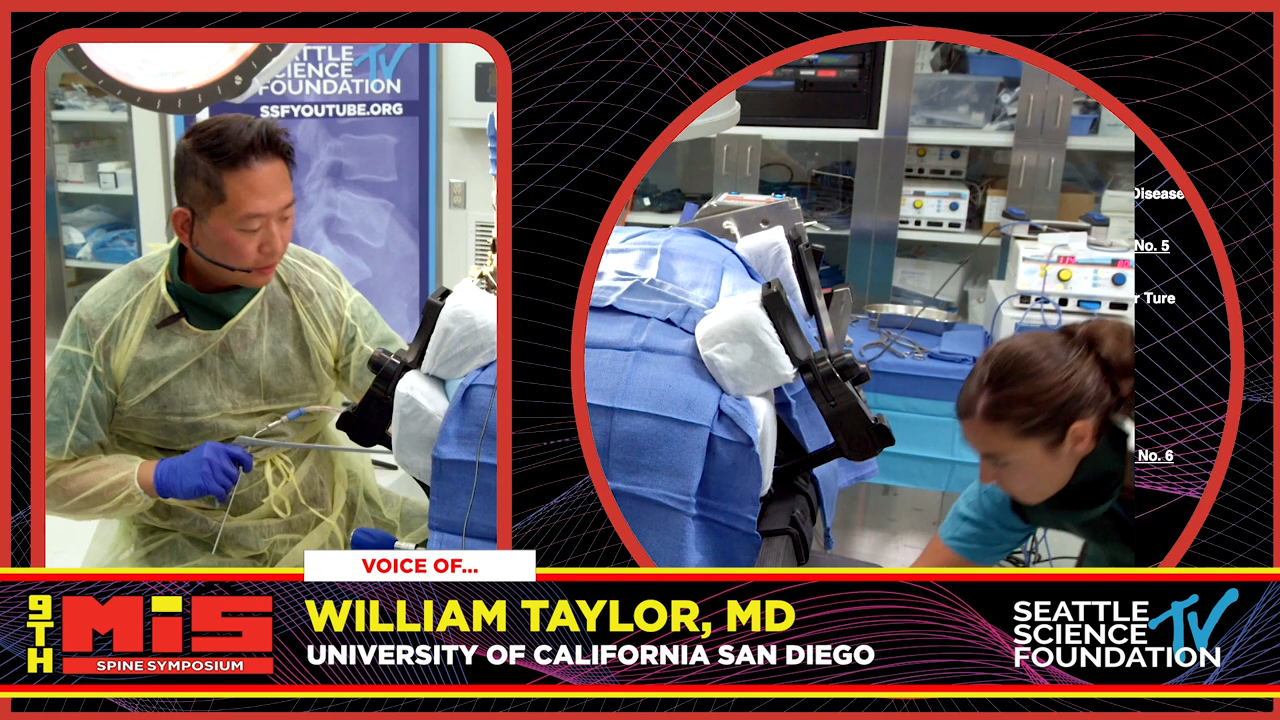 SEATTLE
SCIENCE TV
FOUNDATION
SSFYOUTUBE.ORG
Disease
No. 5
Ture
No. 6
VOICE OF...
9TH
MiS
SPINE SYMPOSIUM
WILLIAM TAYLOR, MD
UNIVERSITY OF CALIFORNIA SAN DIEGO
SEATTLE
SCIENCE TV
FOUNDATION